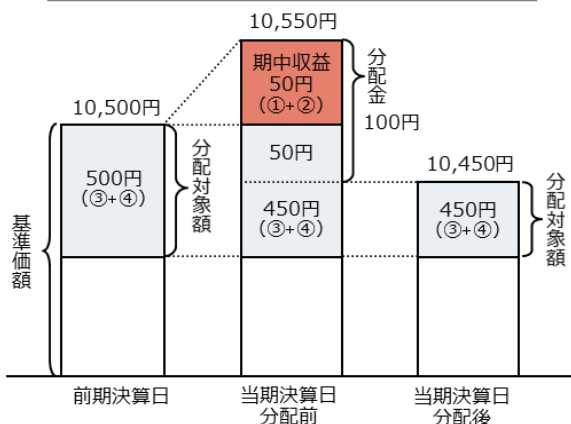 10,550円
期中収益
50円
(①+②)
分配金
100円
10,500円
500円
(③+④)
分配対象額
50円
450円
(③+④)
10,450円
450円
(③+④)
分配対象額
基準価額
前期決算日
当期決算日
分配前
当期決算日
分配後